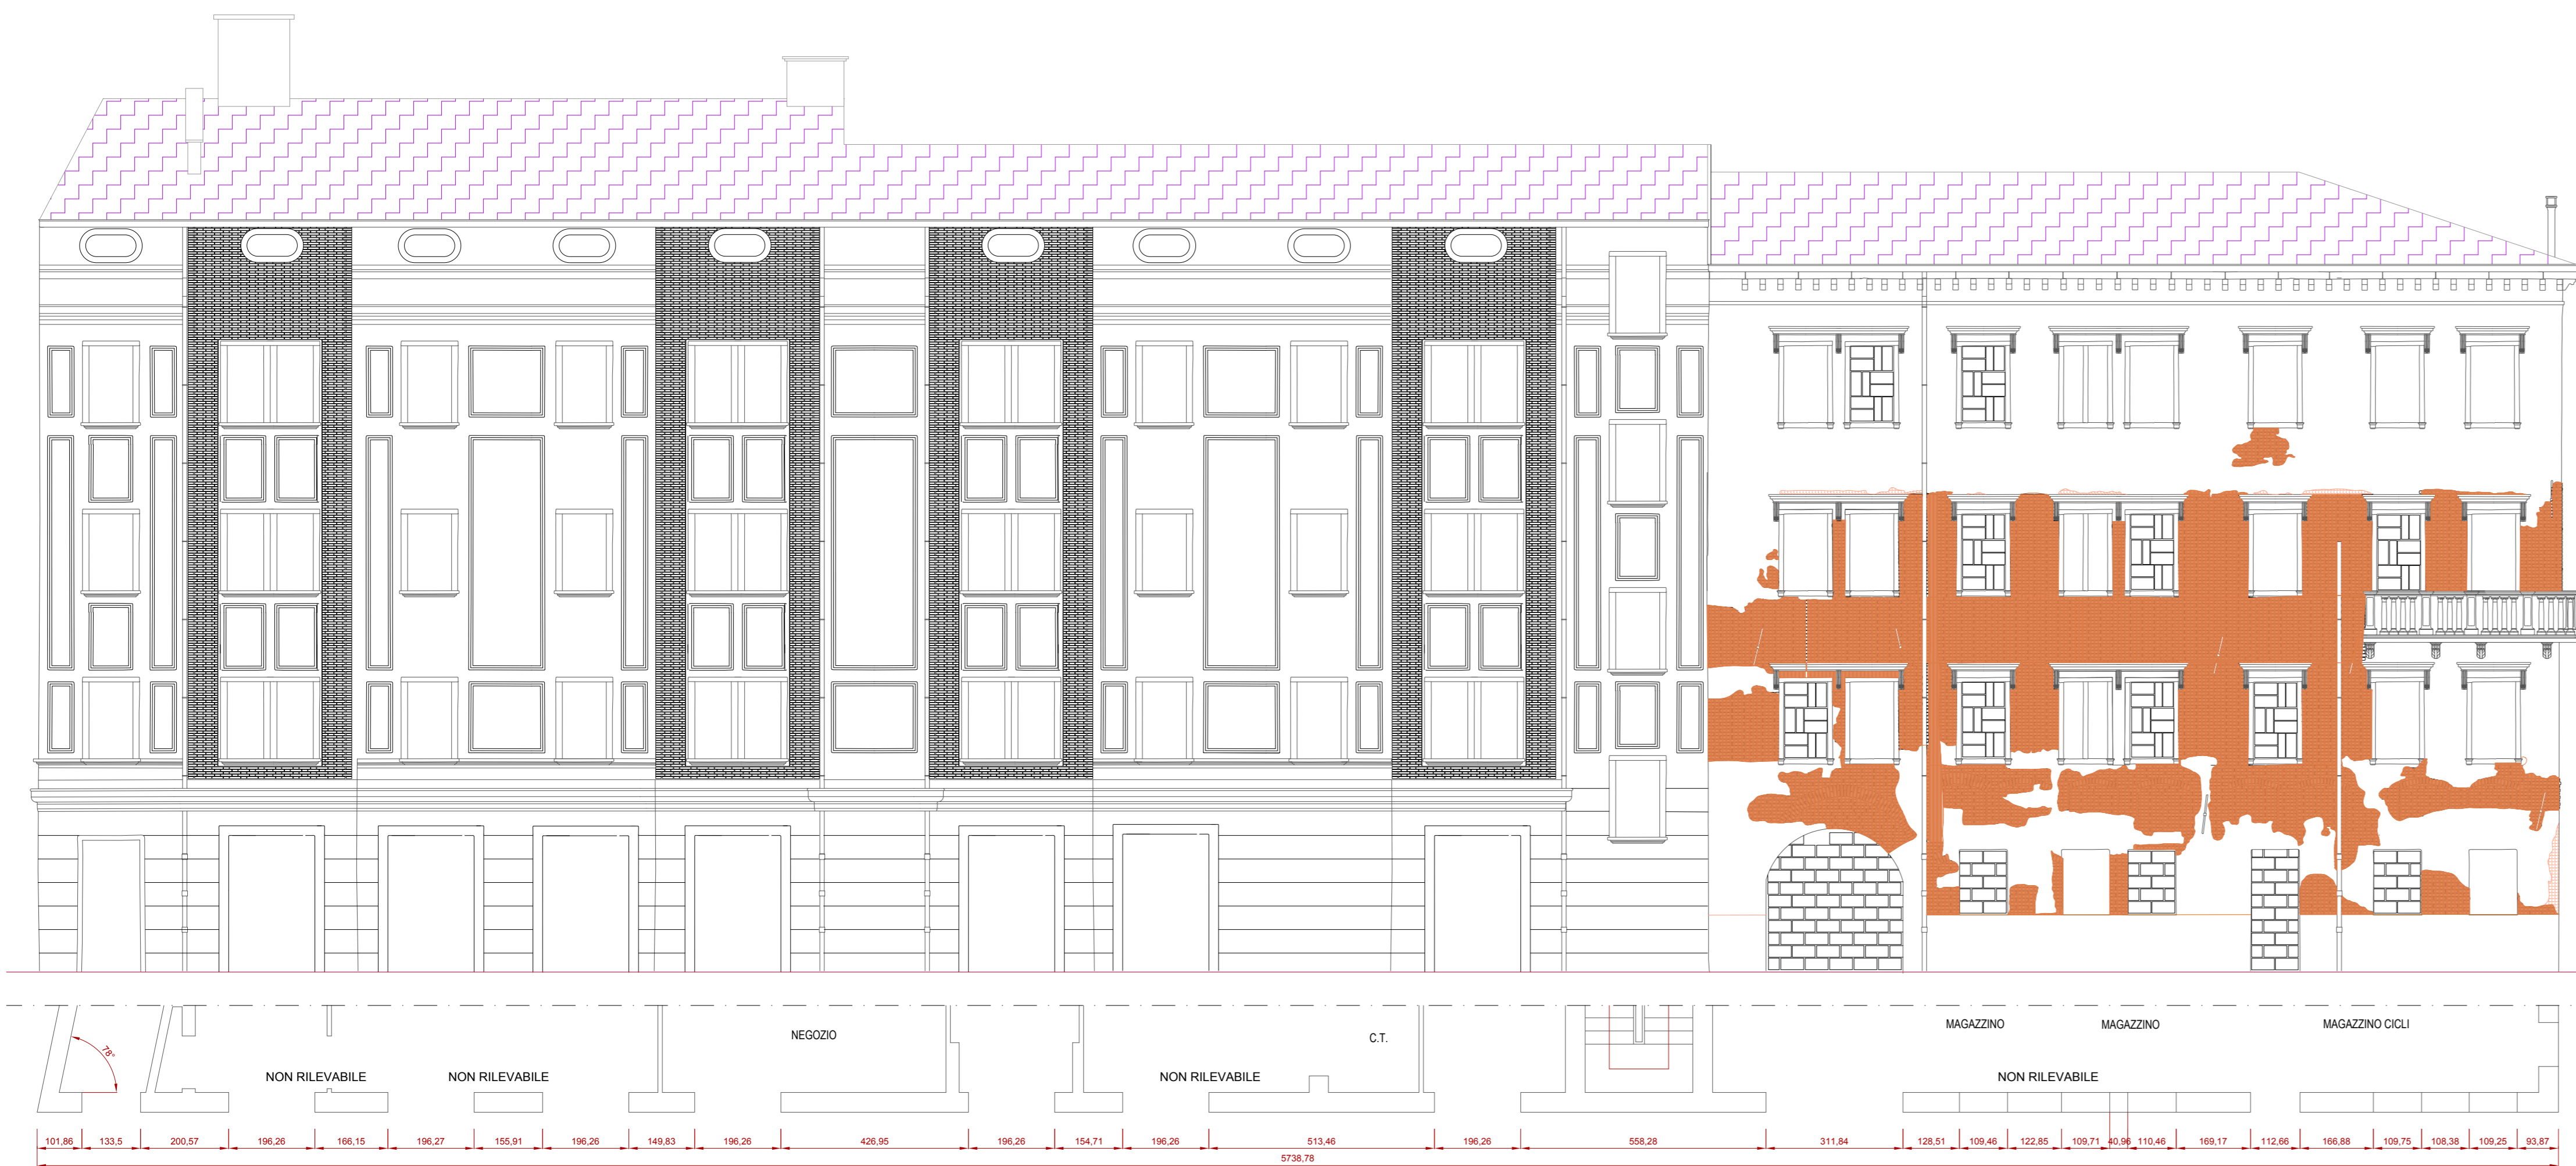 NEGOZIO
MAGAZZINO
MAGAZZINO
MAGAZZINO CICLI
C.T.
78°
NON RILEVABILE
NON RILEVABILE
NON RILEVABILE
NON RILEVABILE
101,86 133,5 200,57 196,26 166,15 196,27 155,91 196,26 149,83 196,26 426,95 196,26 154,71 196,26 513,46 196,26 558,28 311,84 128,51 109,46 122,85 109,71 40,96 110,46 169,17 112,66 166,88 109,75 108,38 109,25 93,87
5738,78